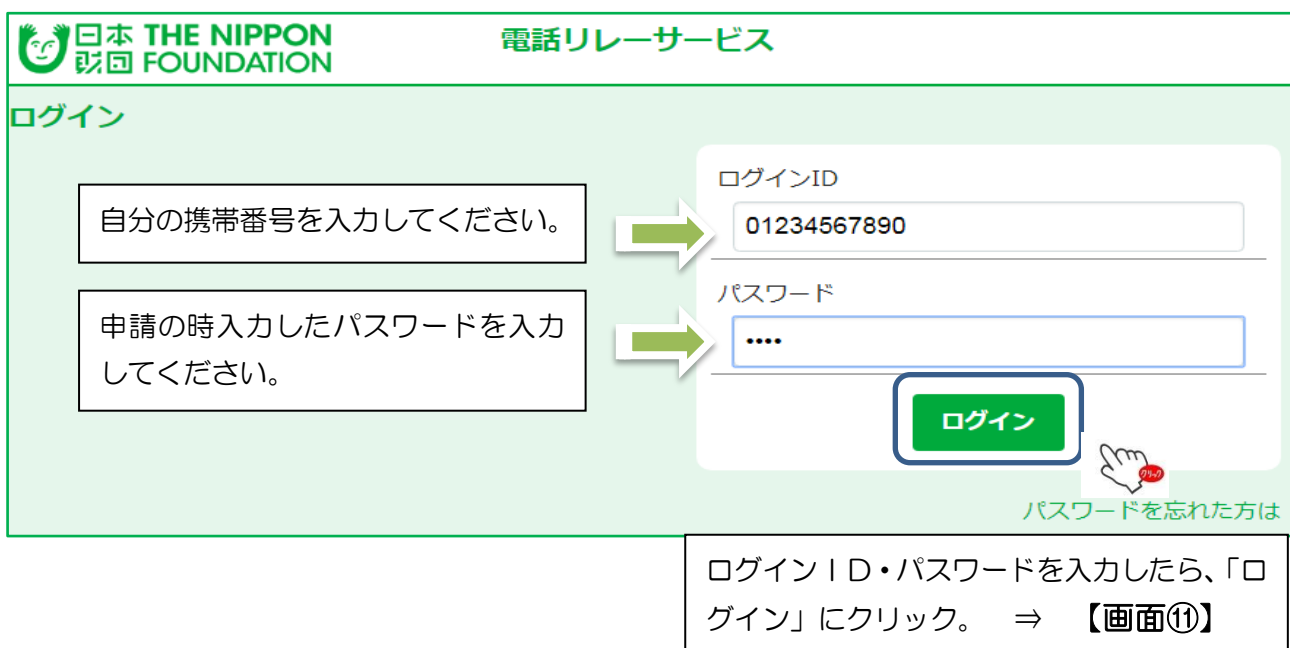 日本 THE NIPPON
財団 FOUNDATION
電話リレーサービス
ログイン
自分の携帯番号を入力してください。
ログインID
01234567890
申請の時入力したパスワードを入力
してください。
パスワード
••••
ログイン
クリック
パスワードを忘れた方は
ログインID・パスワードを入力したら、「ロ
グイン」にクリック。 ⇒ 【画面⑪】